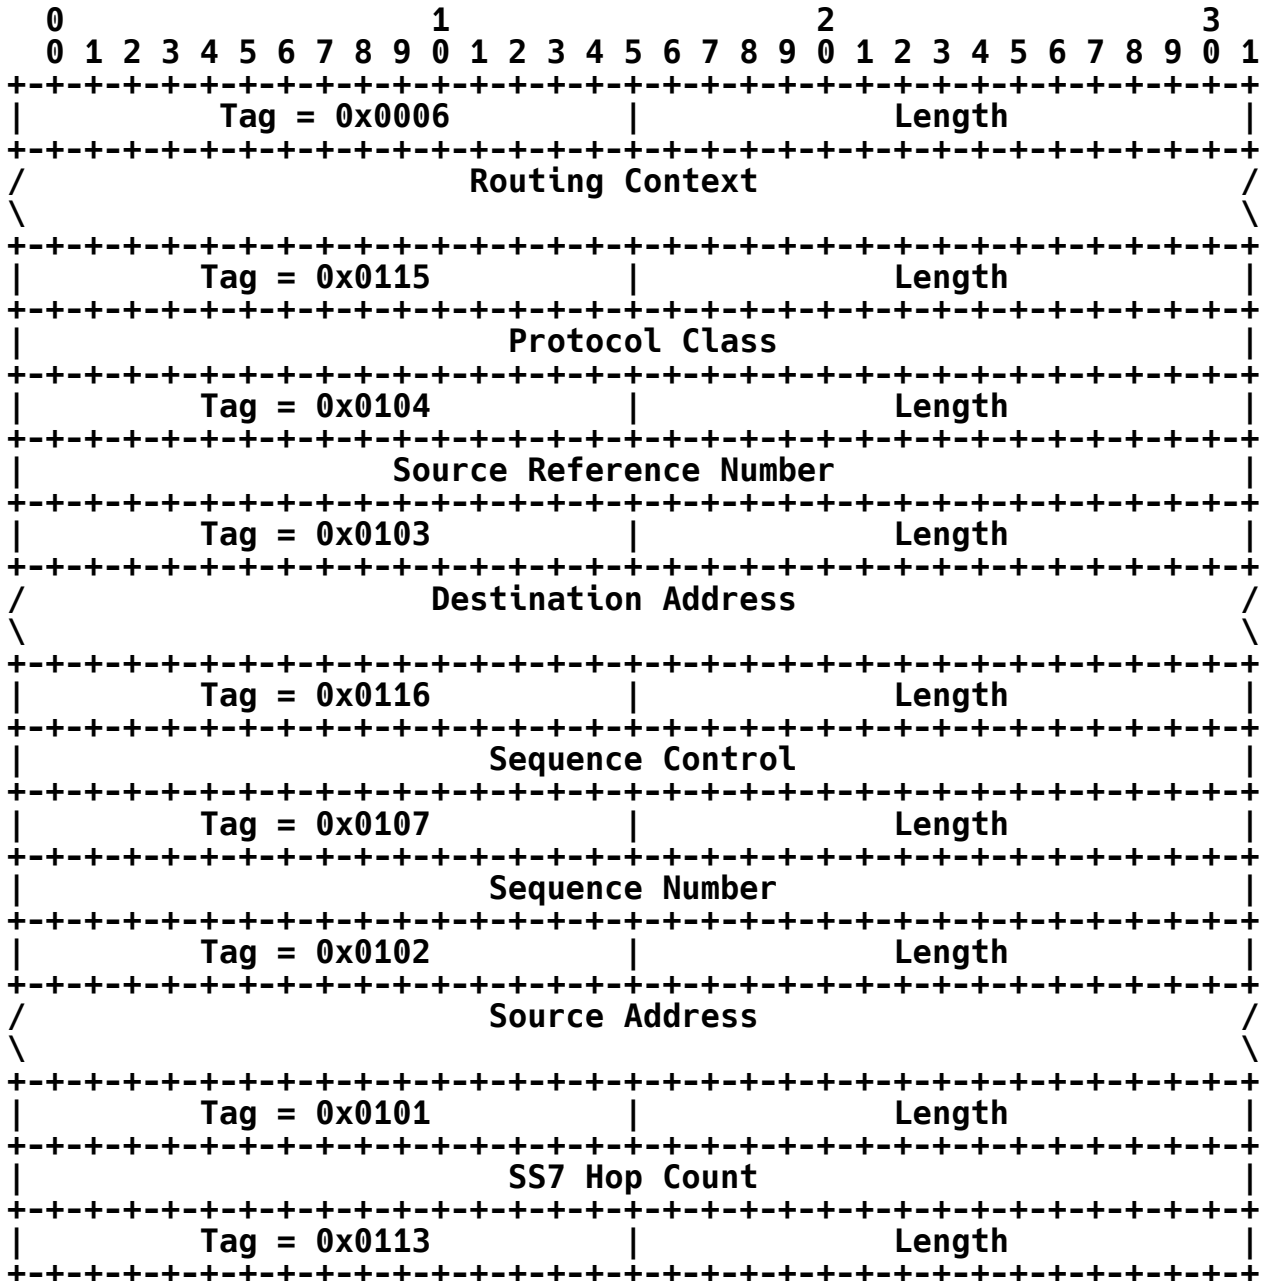 0                   1                   2                   3
 0 1 2 3 4 5 6 7 8 9 0 1 2 3 4 5 6 7 8 9 0 1 2 3 4 5 6 7 8 9 0 1
+-+-+-+-+-+-+-+-+-+-+-+-+-+-+-+-+-+-+-+-+-+-+-+-+-+-+-+-+-+-+-+-+
|          Tag = 0x0006         |             Length            |
+-+-+-+-+-+-+-+-+-+-+-+-+-+-+-+-+-+-+-+-+-+-+-+-+-+-+-+-+-+-+-+-+
/                       Routing Context                         /
\                                                               \
+-+-+-+-+-+-+-+-+-+-+-+-+-+-+-+-+-+-+-+-+-+-+-+-+-+-+-+-+-+-+-+-+
|         Tag = 0x0115          |             Length            |
+-+-+-+-+-+-+-+-+-+-+-+-+-+-+-+-+-+-+-+-+-+-+-+-+-+-+-+-+-+-+-+-+
|                         Protocol Class                        |
+-+-+-+-+-+-+-+-+-+-+-+-+-+-+-+-+-+-+-+-+-+-+-+-+-+-+-+-+-+-+-+-+
|         Tag = 0x0104          |             Length            |
+-+-+-+-+-+-+-+-+-+-+-+-+-+-+-+-+-+-+-+-+-+-+-+-+-+-+-+-+-+-+-+-+
|                   Source Reference Number                     |
+-+-+-+-+-+-+-+-+-+-+-+-+-+-+-+-+-+-+-+-+-+-+-+-+-+-+-+-+-+-+-+-+
|         Tag = 0x0103          |             Length            |
+-+-+-+-+-+-+-+-+-+-+-+-+-+-+-+-+-+-+-+-+-+-+-+-+-+-+-+-+-+-+-+-+
/                     Destination Address                       /
\                                                               \
+-+-+-+-+-+-+-+-+-+-+-+-+-+-+-+-+-+-+-+-+-+-+-+-+-+-+-+-+-+-+-+-+
|         Tag = 0x0116          |             Length            |
+-+-+-+-+-+-+-+-+-+-+-+-+-+-+-+-+-+-+-+-+-+-+-+-+-+-+-+-+-+-+-+-+
|                        Sequence Control                       |
+-+-+-+-+-+-+-+-+-+-+-+-+-+-+-+-+-+-+-+-+-+-+-+-+-+-+-+-+-+-+-+-+
|         Tag = 0x0107          |             Length            |
+-+-+-+-+-+-+-+-+-+-+-+-+-+-+-+-+-+-+-+-+-+-+-+-+-+-+-+-+-+-+-+-+
|                        Sequence Number                        |
+-+-+-+-+-+-+-+-+-+-+-+-+-+-+-+-+-+-+-+-+-+-+-+-+-+-+-+-+-+-+-+-+
|         Tag = 0x0102          |             Length            |
+-+-+-+-+-+-+-+-+-+-+-+-+-+-+-+-+-+-+-+-+-+-+-+-+-+-+-+-+-+-+-+-+
/                        Source Address                         /
\                                                               \
+-+-+-+-+-+-+-+-+-+-+-+-+-+-+-+-+-+-+-+-+-+-+-+-+-+-+-+-+-+-+-+-+
|         Tag = 0x0101          |             Length            |
+-+-+-+-+-+-+-+-+-+-+-+-+-+-+-+-+-+-+-+-+-+-+-+-+-+-+-+-+-+-+-+-+
|                         SS7 Hop Count                         |
+-+-+-+-+-+-+-+-+-+-+-+-+-+-+-+-+-+-+-+-+-+-+-+-+-+-+-+-+-+-+-+-+
|         Tag = 0x0113          |             Length            |
+-+-+-+-+-+-+-+-+-+-+-+-+-+-+-+-+-+-+-+-+-+-+-+-+-+-+-+-+-+-+-+-+